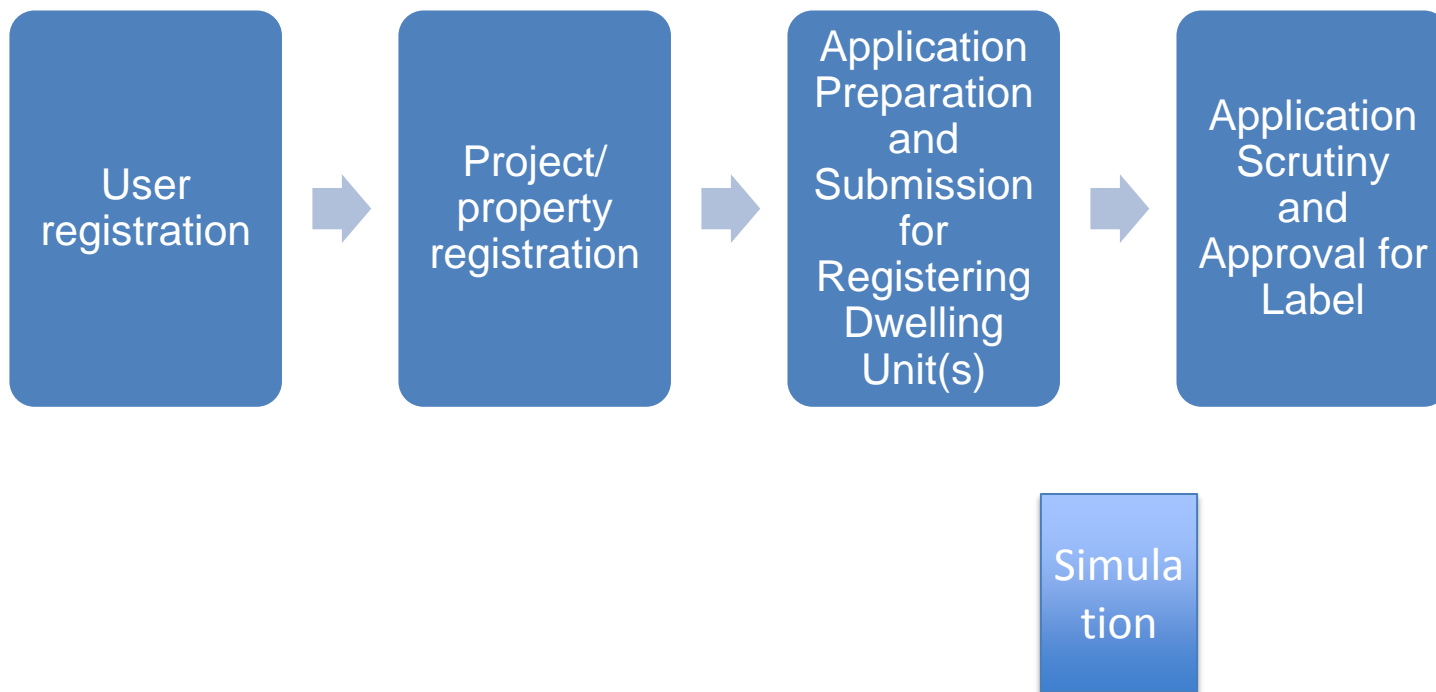 User
registration
Project/
property
registration
Application
Preparation
and
Submission
for
Registering
Dwelling
Unit(s)
Application
Scrutiny
and
Approval for
Label
Simula
tion